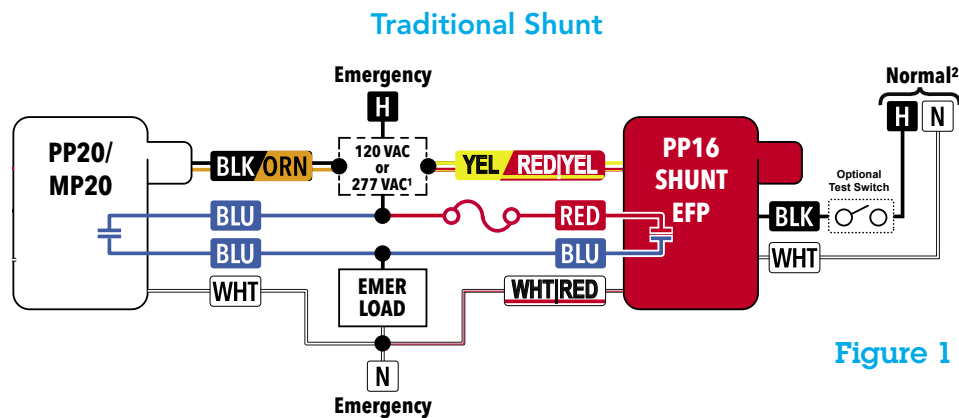 Traditional Shunt
Emergency
H
Normal²
H N
PP20/
MP20
BLK/ORN
120 VAC
or
277 VAC¹
YEL RED|YEL
PP16
SHUNT
EFP
Optional
Test Switch
BLU
RED
BLK
BLU
BLU
WHT
WHT
EMER
LOAD
WHT|RED
N
Emergency
Figure 1